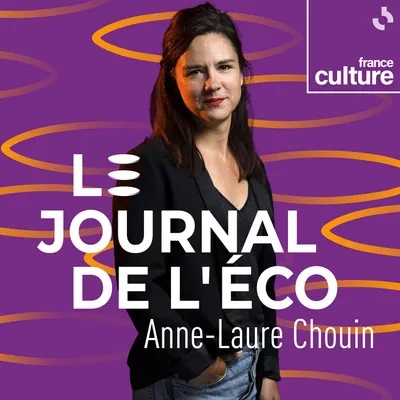 france
culture
LE
JOURNAL
DE L'ÉCO
Anne-Laure Chouin